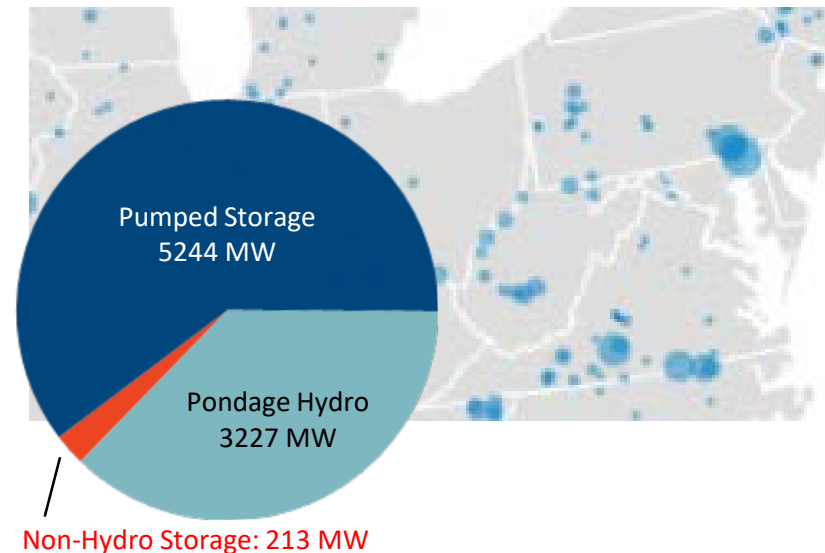 Pumped Storage
5244 MW
Pondage Hydro
3227 MW
Non-Hydro Storage: 213 MW